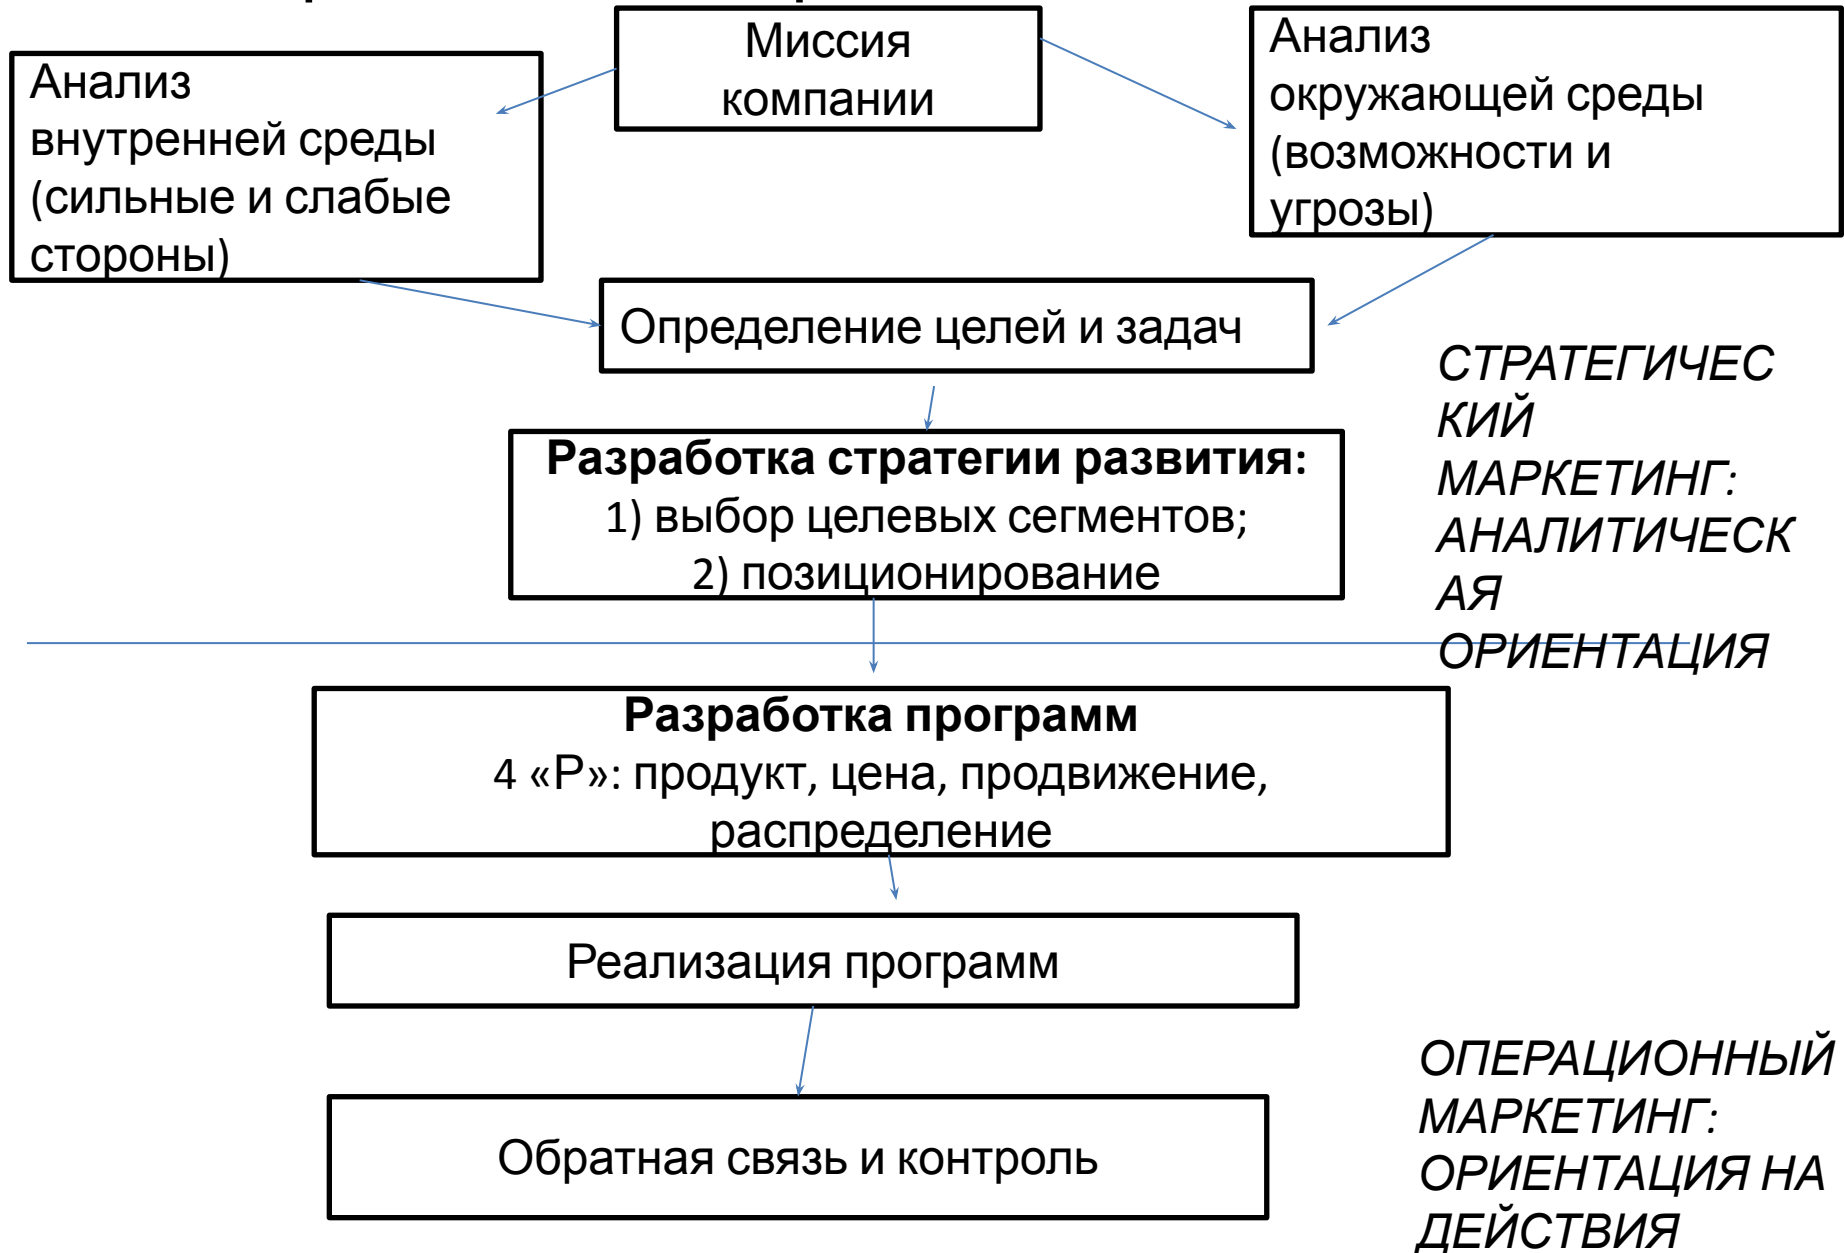 Миссия
компании
Анализ
внутренней среды
(сильные и слабые
стороны)
Анализ
окружающей среды
(возможности и
угрозы)
Определение целей и задач
Разработка стратегии развития:
1) выбор целевых сегментов;
2) позиционирование
СТРАТЕГИЧЕС
КИЙ
МАРКЕТИНГ:
АНАЛИТИЧЕСК
АЯ
ОРИЕНТАЦИЯ
Разработка программ
4 «Р»: продукт, цена, продвижение,
распределение
Реализация программ
Обратная связь и контроль
ОПЕРАЦИОННЫЙ
МАРКЕТИНГ:
ОРИЕНТАЦИЯ НА
ДЕЙСТВИЯ